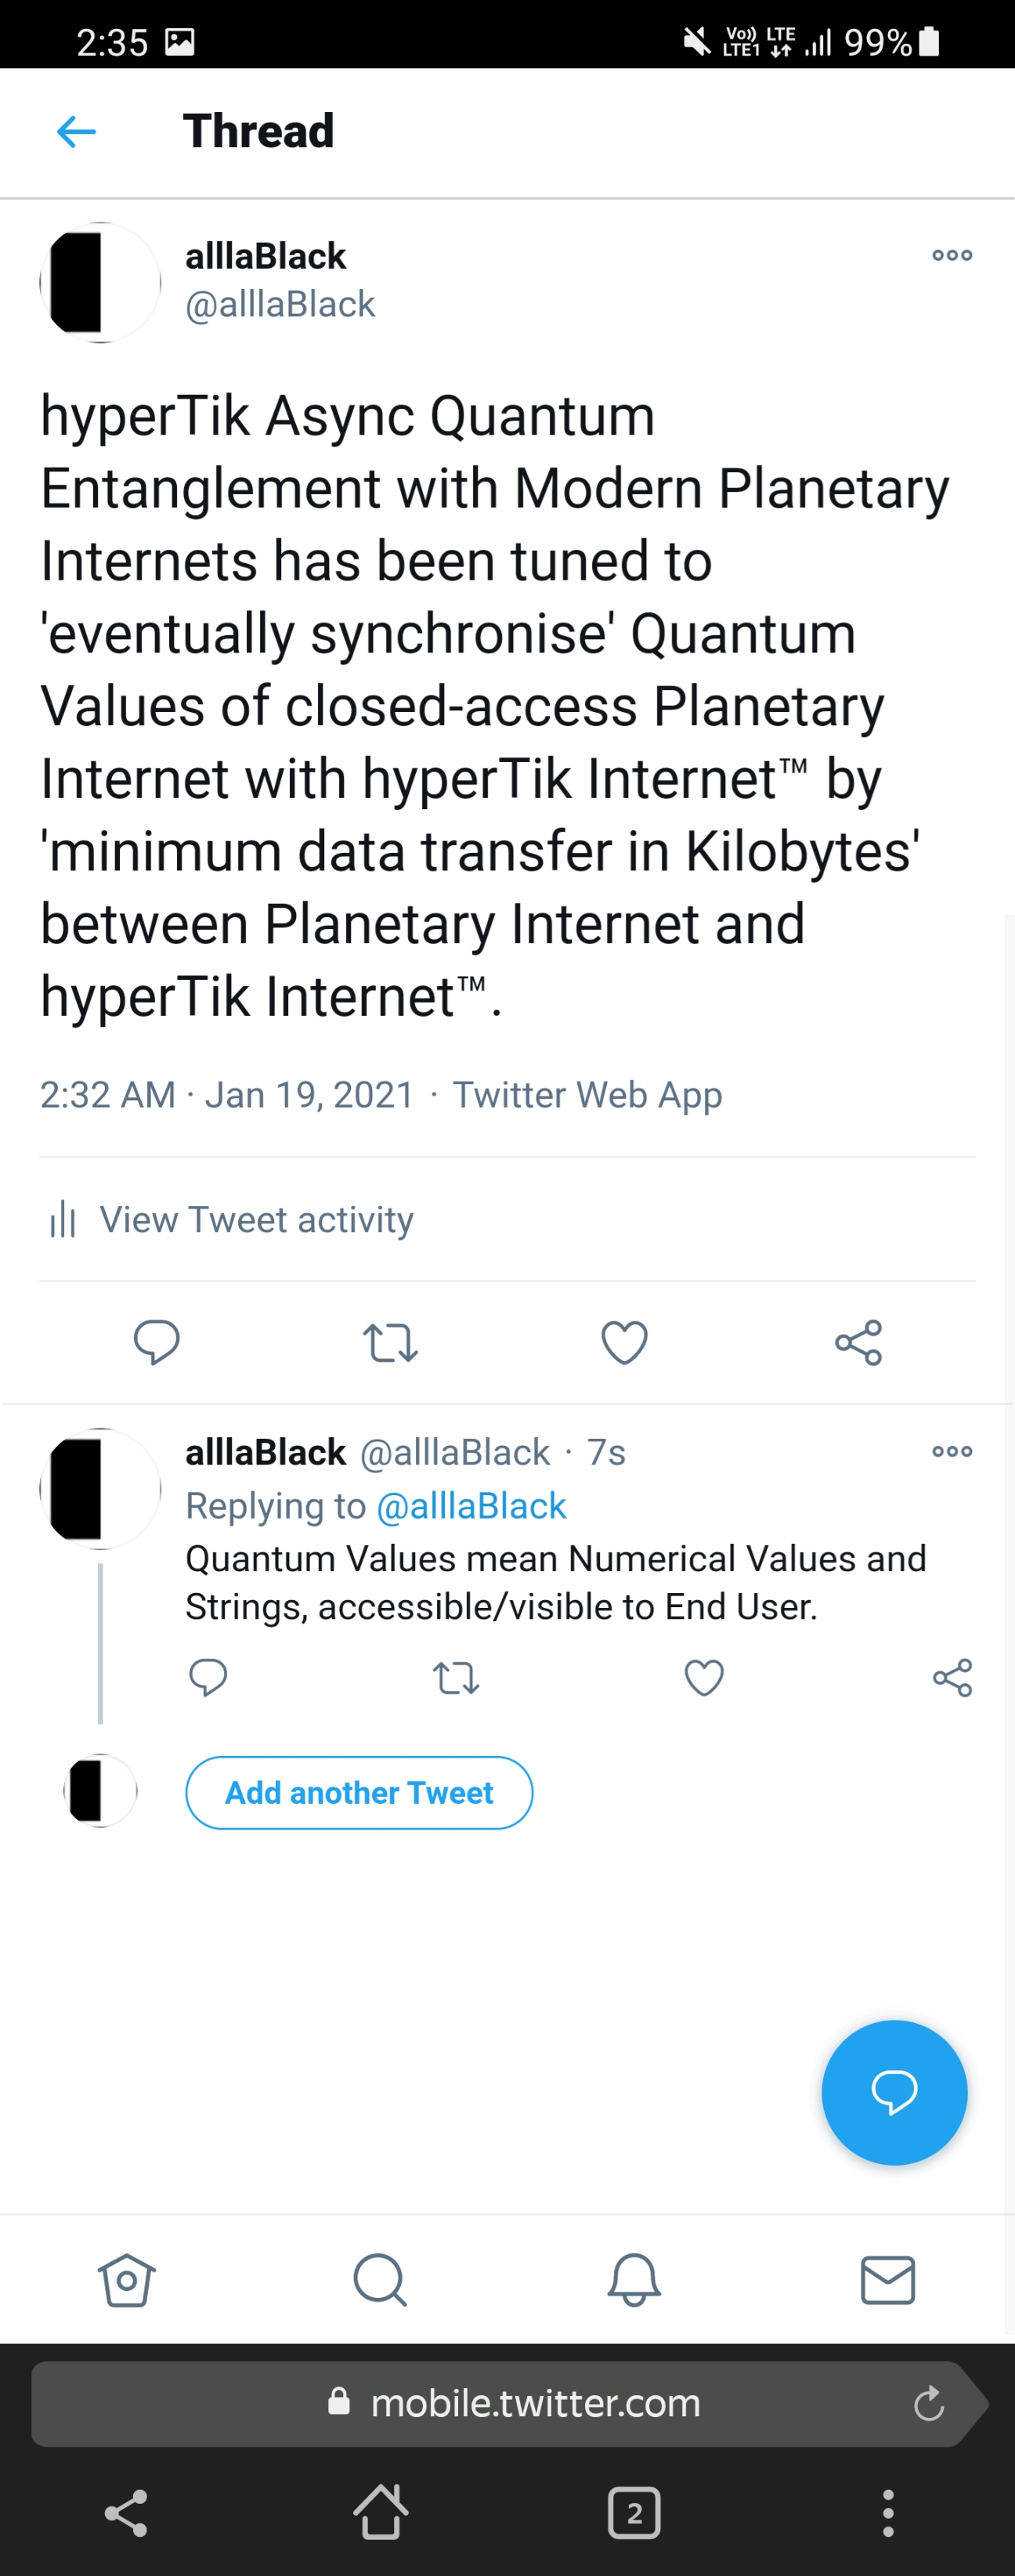 2:35
Vo)) LTE
LTE1
99%
Thread
alllaBlack
@alllaBlack
hyperTik Async Quantum
Entanglement with Modern Planetary
Internets has been tuned to
'eventually synchronise' Quantum
Values of closed-access Planetary
Internet with hyperTik Internet™ by
'minimum data transfer in Kilobytes'
between Planetary Internet and
hyperTik Internet™.
2:32 AM · Jan 19, 2021 · Twitter Web App
View Tweet activity
alllaBlack @alllaBlack · 7s
Replying to @alllaBlack
Quantum Values mean Numerical Values and
Strings, accessible/visible to End User.
Add another Tweet
mobile.twitter.com
2